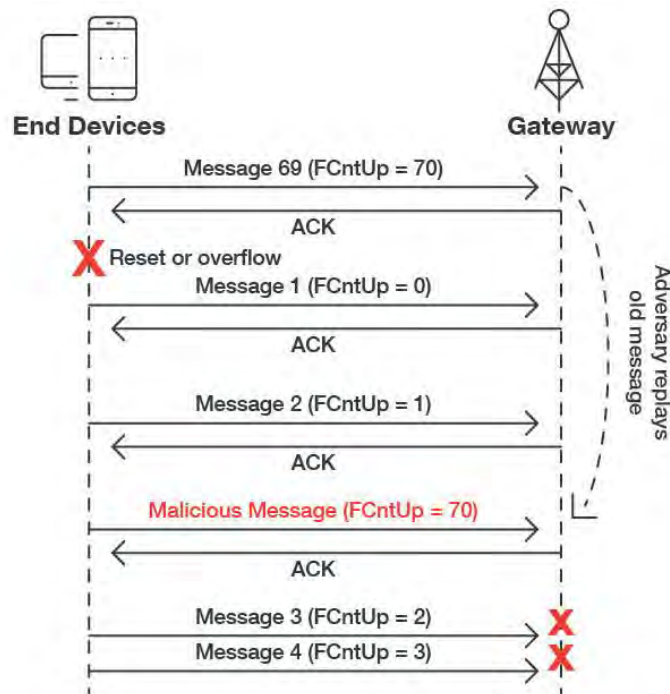 End Devices
Gateway
Message 69 (FCntUp = 70)
ACK
Reset or overflow
Message 1 (FCntUp = 0)
ACK
Message 2 (FCntUp = 1)
ACK
Malicious Message (FCntUp = 70)
ACK
Message 3 (FCntUp = 2)
Message 4 (FCntUp = 3)
Adversary replays
old message